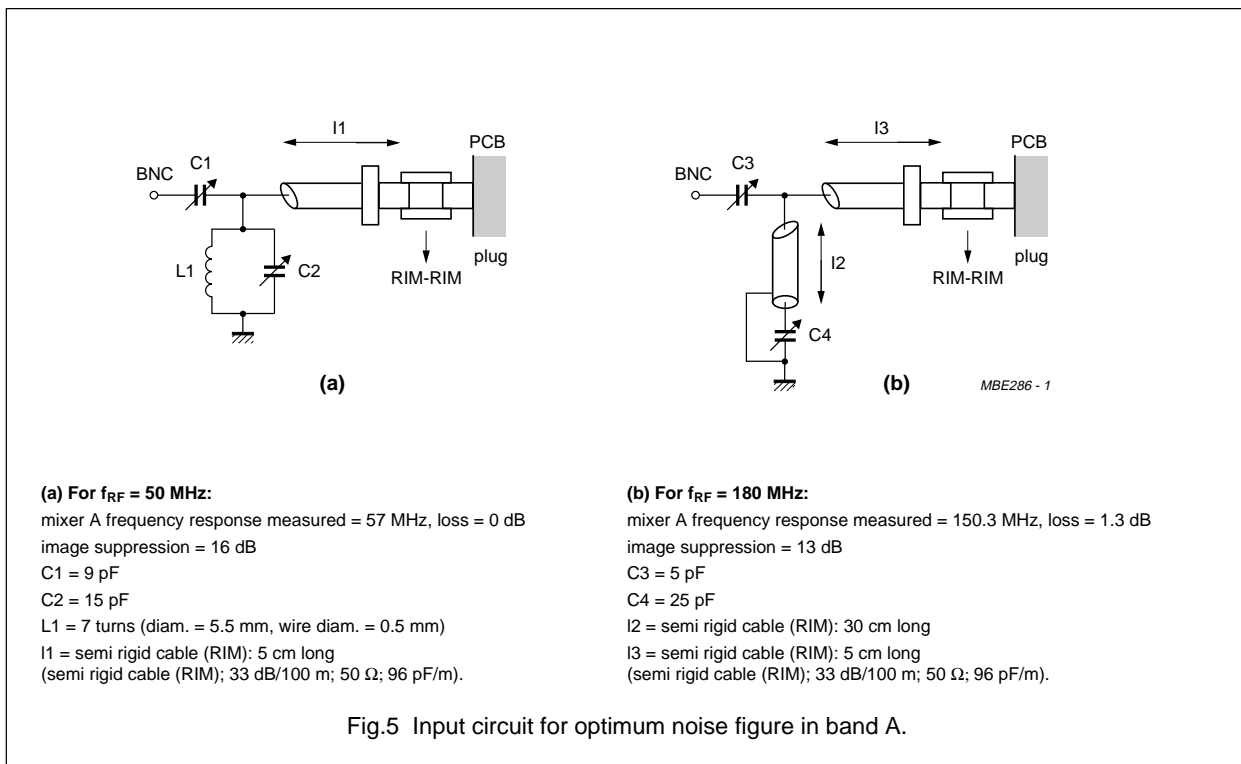 l1
PCB
BNC
C1
L1
C2
plug
RIM-RIM
(a)
l3
PCB
BNC
C3
l2
plug
RIM-RIM
C4
(b)
MBE286 - 1
(a) For fRF = 50 MHz:
mixer A frequency response measured = 57 MHz, loss = 0 dB
image suppression = 16 dB
C1 = 9 pF
C2 = 15 pF
L1 = 7 turns (diam. = 5.5 mm, wire diam. = 0.5 mm)
l1 = semi rigid cable (RIM): 5 cm long
(semi rigid cable (RIM); 33 dB/100 m; 50 Ω; 96 pF/m).
(b) For fRF = 180 MHz:
mixer A frequency response measured = 150.3 MHz, loss = 1.3 dB
image suppression = 13 dB
C3 = 5 pF
C4 = 25 pF
l2 = semi rigid cable (RIM): 30 cm long
l3 = semi rigid cable (RIM): 5 cm long
(semi rigid cable (RIM); 33 dB/100 m; 50 Ω; 96 pF/m).
Fig.5 Input circuit for optimum noise figure in band A.